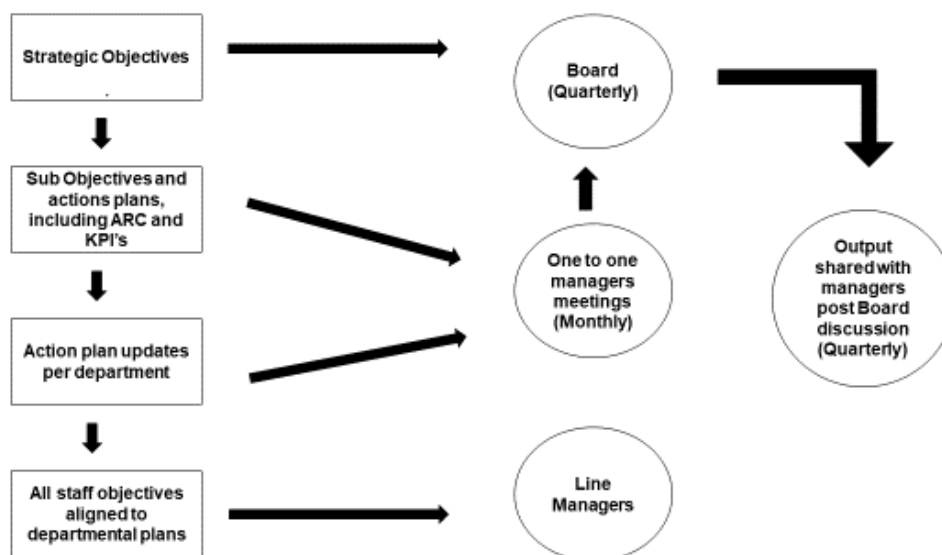 Strategic Objectives
.
Board
(Quarterly)
Sub Objectives and
actions plans,
including ARC and
KPI's
One to one
managers
meetings
(Monthly)
Output
shared with
managers
post Board
discussion
(Quarterly)
Action plan updates
per department
All staff objectives
aligned to
departmental plans
Line
Managers